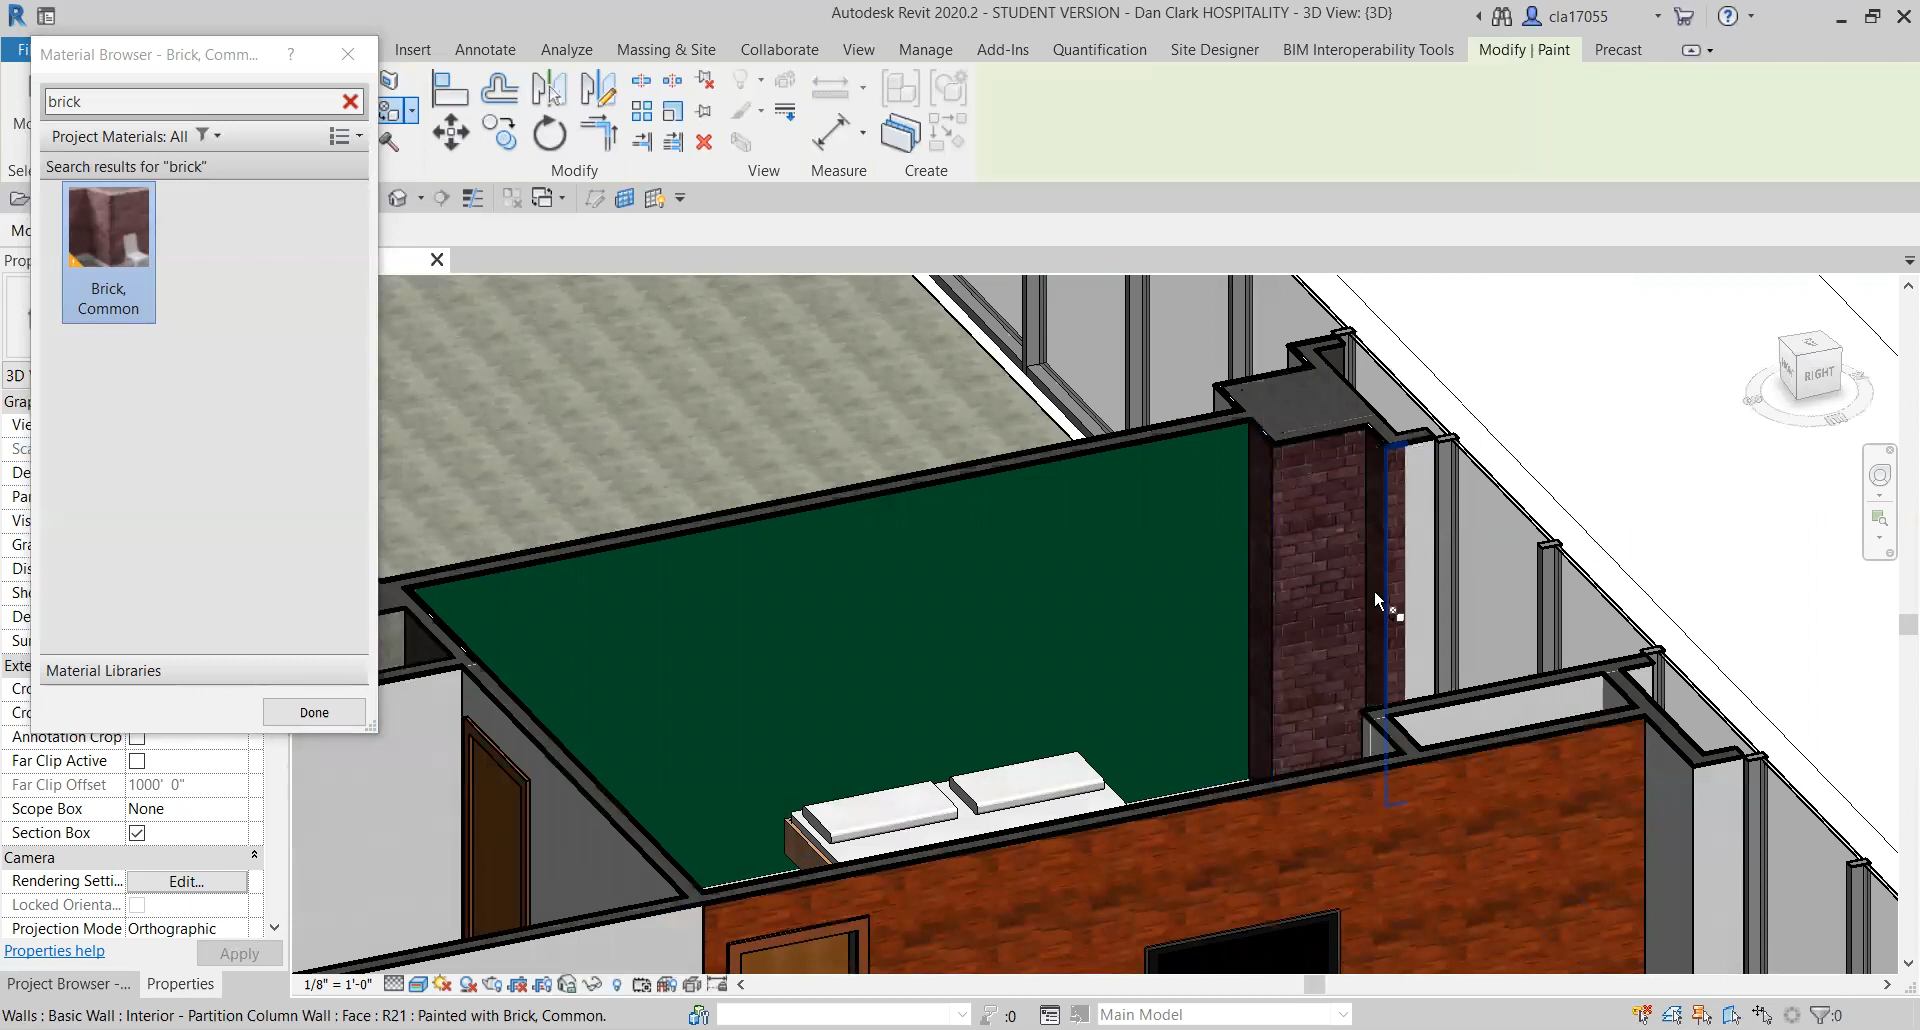 Autodesk Revit 2020.2 - STUDENT VERSION - Dan Clark HOSPITALITY - 3D View: {3D}
cla17055
Insert Annotate Analyze Massing & Site Collaborate View Manage Add-Ins Quantification Site Designer BIM Interoperability Tools Modify | Paint Precast
Material Browser - Brick, Comm...
brick
Project Materials: All
Search results for "brick"
Brick,
Common
Material Libraries
Done
Modify View Measure Create
RIGHT
3D
Annotation Crop
Far Clip Active
Far Clip Offset 1000' 0"
Scope Box None
Section Box
Camera
Rendering Setti... Edit...
Locked Orienta...
Projection Mode Orthographic
Properties help Apply
Project Browser -... Properties
1/8" = 1'-0"
Walls : Basic Wall : Interior - Partition Column Wall : Face : R21 : Painted with Brick, Common.
:0
Main Model
:0